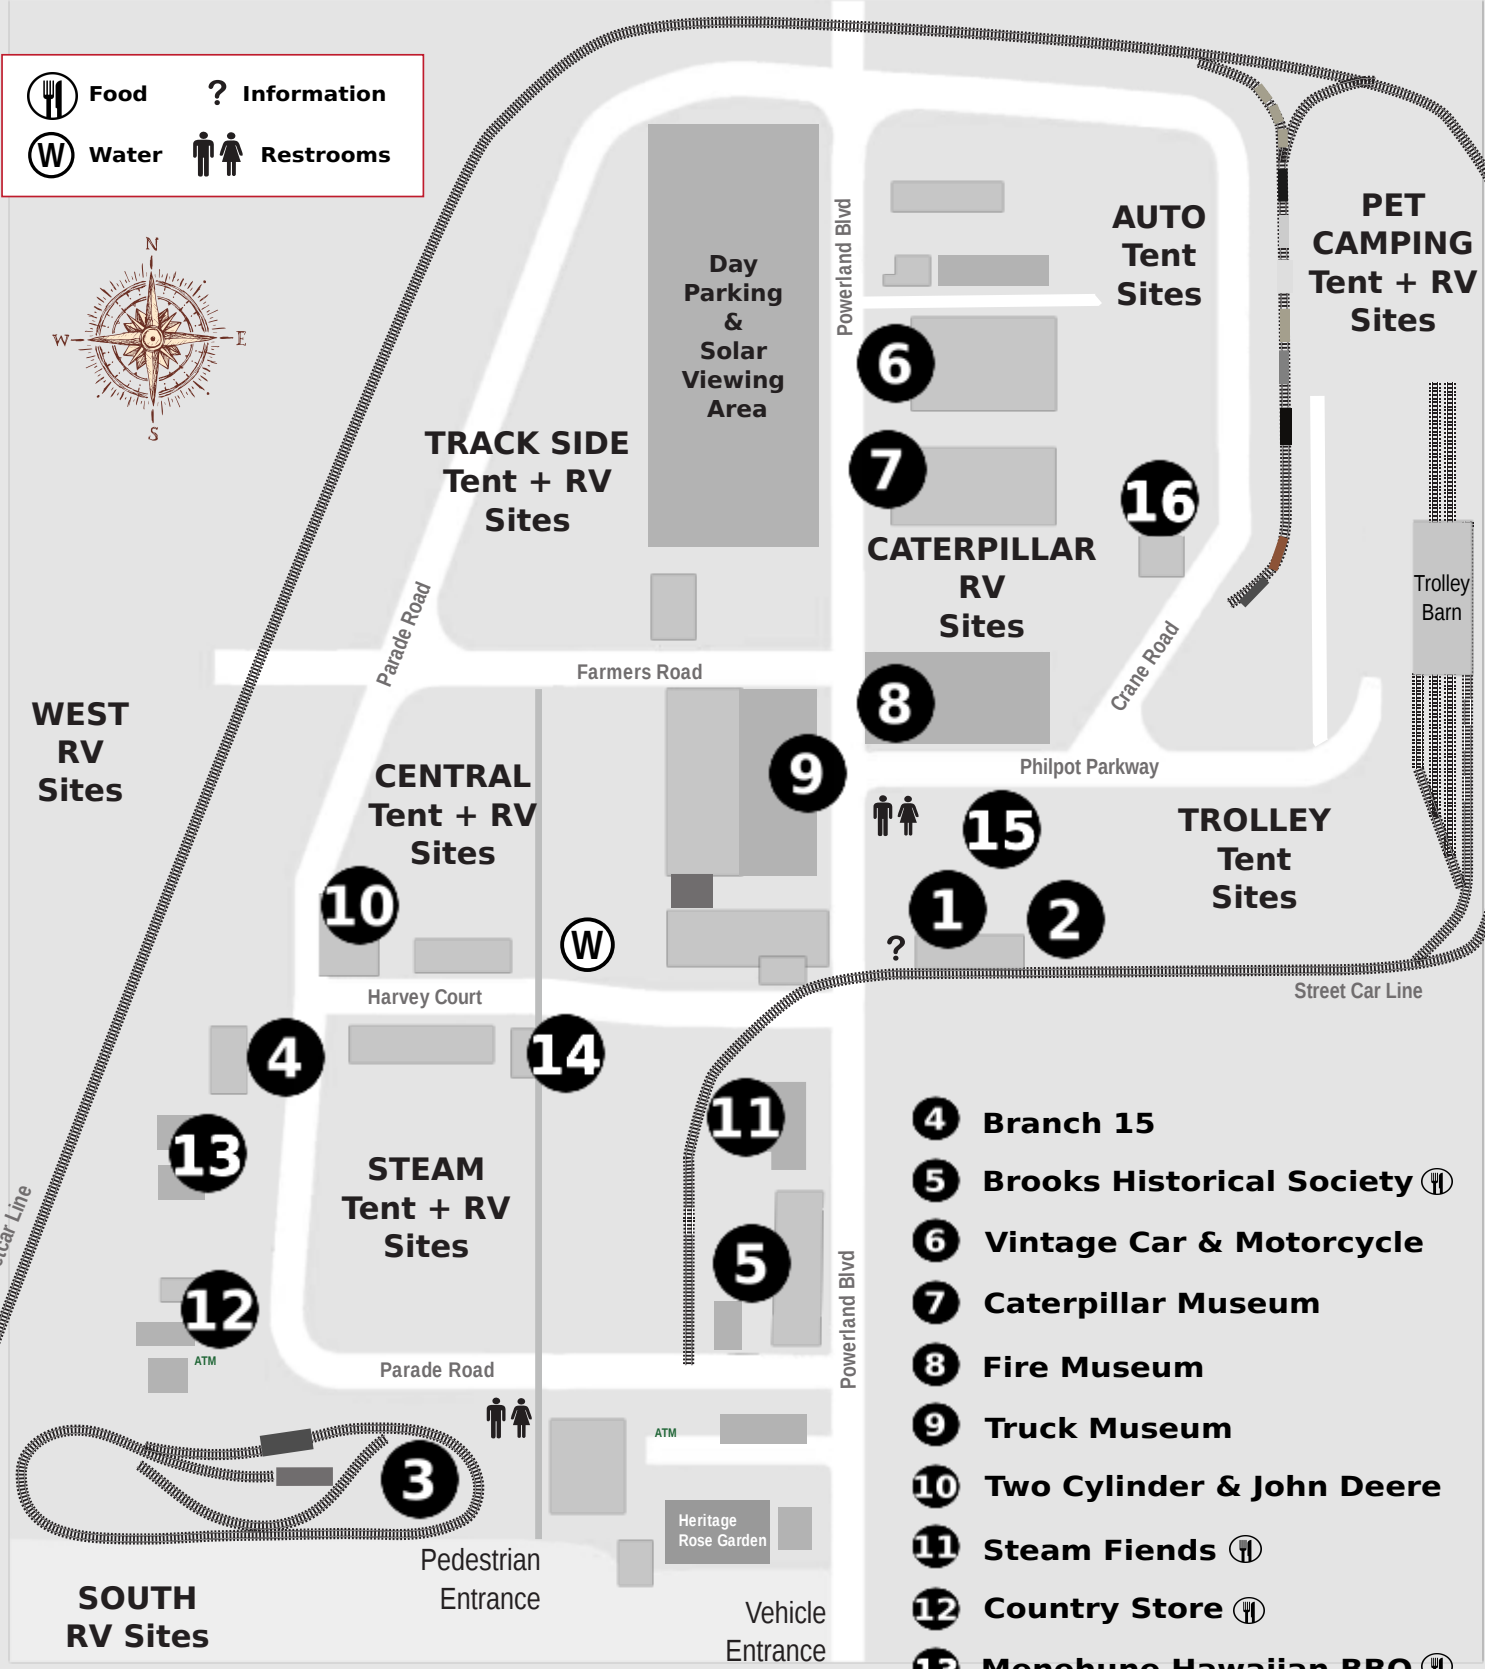 Food
? Information
W Water
Restrooms
N
W
E
S
Day
Parking
&
Solar
Viewing
Area
Powerland Blvd
AUTO
Tent
Sites
PET
CAMPING
Tent + RV
Sites
6
TRACK SIDE
Tent + RV
Sites
7
16
CATERPILLAR
RV
Sites
Trolley
Barn
Parade Road
Farmers Road
Crane Road
8
WEST
RV
Sites
9
Philpot Parkway
CENTRAL
Tent + RV
Sites
15
TROLLEY
Tent
Sites
10
1
2
W
?
Harvey Court
Street Car Line
4
14
11
13
STEAM
Tent + RV
Sites
car Line
5
12
Powerland Blvd
ATM
Parade Road
ATM
3
Heritage
Rose Garden
Pedestrian
Entrance
SOUTH
RV Sites
Vehicle
Entrance
4 Branch 15
5 Brooks Historical Society
6 Vintage Car & Motorcycle
7 Caterpillar Museum
8 Fire Museum
9 Truck Museum
10 Two Cylinder & John Deere
11 Steam Fiends
12 Country Store
13 Menehune Hawaiian BBQ